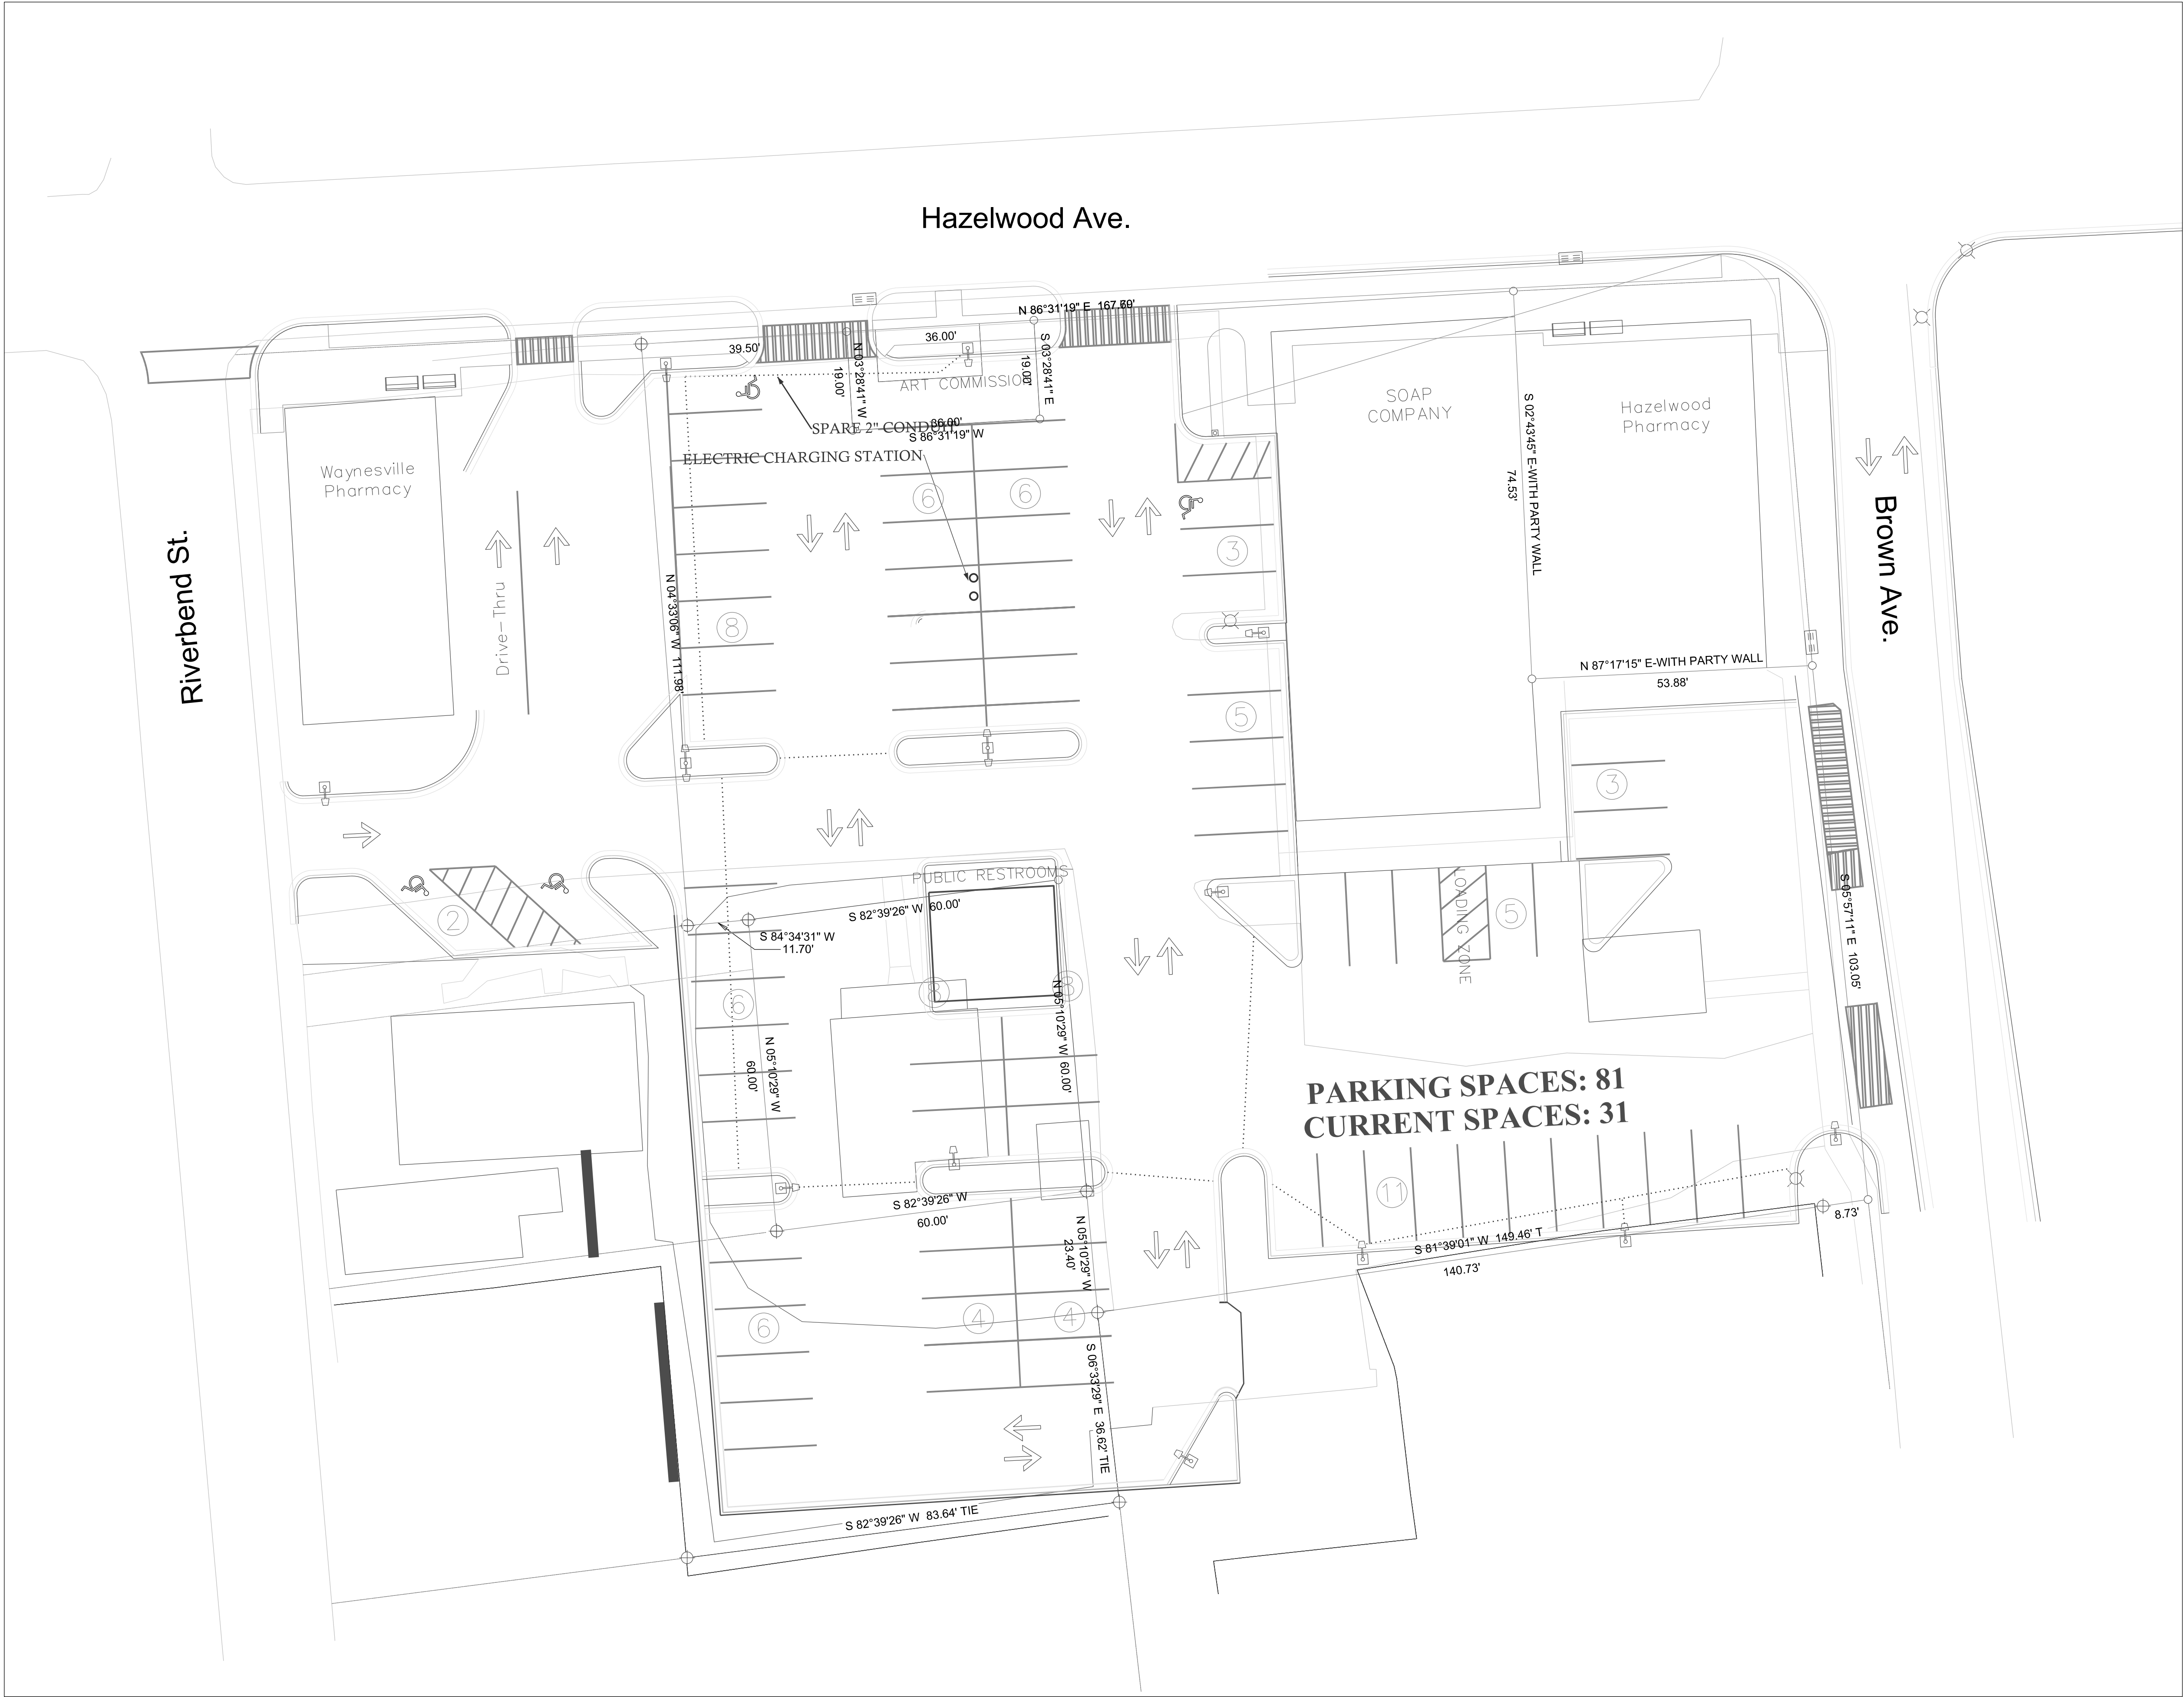 Hazelwood Ave.
N 86°31'19" E 167.69'
36.00'
39.50'
N 03°28'41" W
19.00'
S 03°28'41" E
19.00'
ART COMMISSION
SPARE 2" CONDUIT
36.00'
S 86°31'19" W
ELECTRIC CHARGING STATION
SOAP
COMPANY
Hazelwood
Pharmacy
S 02°43'45" E-WITH PARTY WALL
74.53'
Waynesville
Pharmacy
6
6
3
Brown Ave.
Riverbend St.
Drive-Thru
N 04°33'06" W 111.98'
8
N 87°17'15" E-WITH PARTY WALL
53.88'
5
3
PUBLIC RESTROOMS
S 82°39'26" W 60.00'
2
S 84°34'31" W
11.70'
LOADING ZONE
5
S 05°57'11" E 103.05'
6
8
8
N 05°10'29" W
60.00'
N 05°10'29" W 60.00'
PARKING SPACES: 81
CURRENT SPACES: 31
11
S 82°39'26" W
60.00'
8.73'
N 05°10'29" W
23.40'
S 81°39'01" W 149.46' T
140.73'
6
4
4
S 06°33'29" E 36.62' TIE
S 82°39'26" W 83.64' TIE